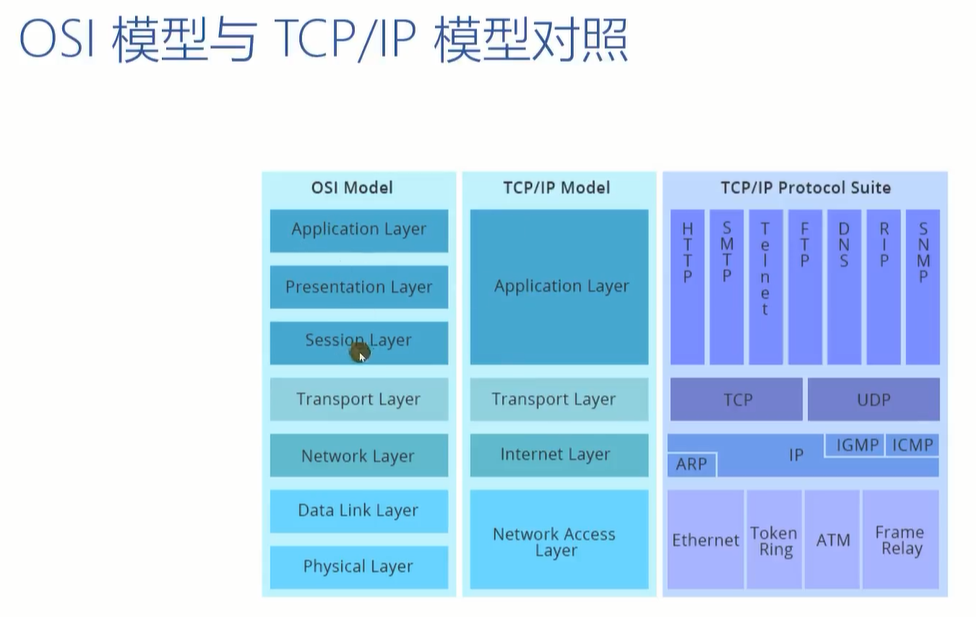 OSI 模型与 TCP/IP 模型对照
OSI Model
Application Layer
Presentation Layer
Session Layer
Transport Layer
Network Layer
Data Link Layer
Physical Layer
TCP/IP Model
Application Layer
Transport Layer
Internet Layer
Network Access
Layer
TCP/IP Protocol Suite
HTTP
SMTP
Telnet
FTP
DNS
RIP
SNMP
TCP
UDP
ARP
IP
IGMP
ICMP
Ethernet
Token
Ring
ATM
Frame
Relay